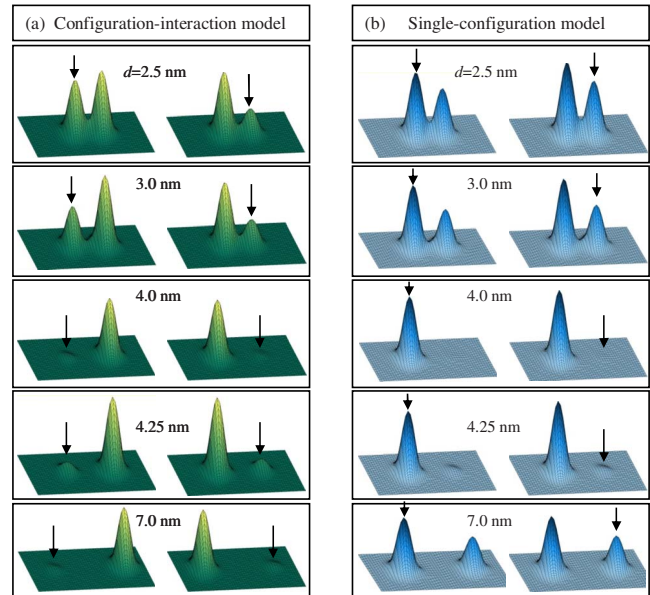 (a) Configuration-interaction model
d=2.5 nm
3.0 nm
4.0 nm
4.25 nm
7.0 nm
(b) Single-configuration model
d=2.5 nm
3.0 nm
4.0 nm
4.25 nm
7.0 nm